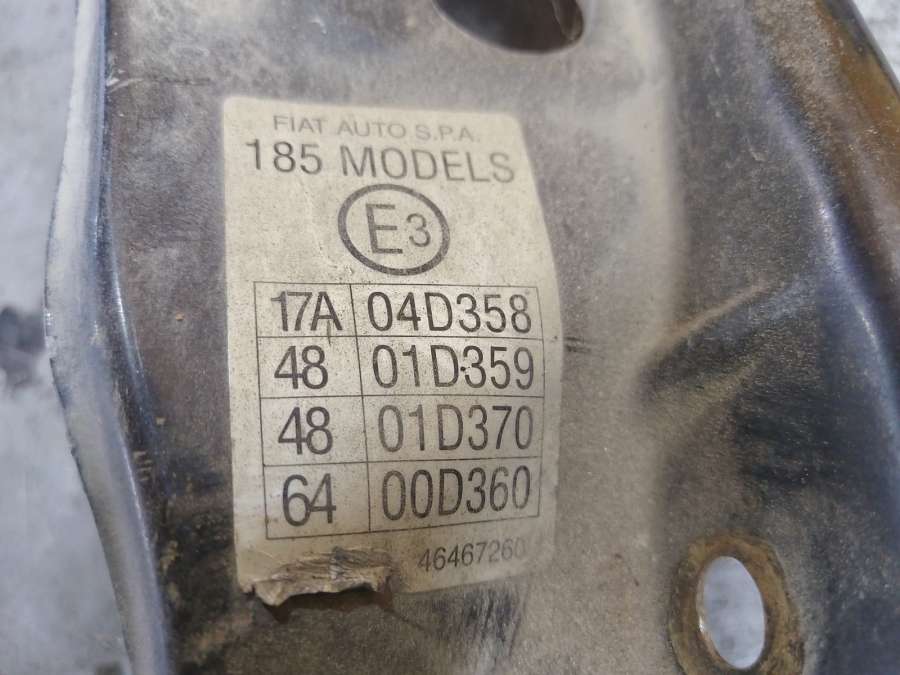 FIAT AUTO S.P.A.
185 MODELS
E3
17A 04D358
48 01D359
48 01D370
64 00D360
46467260